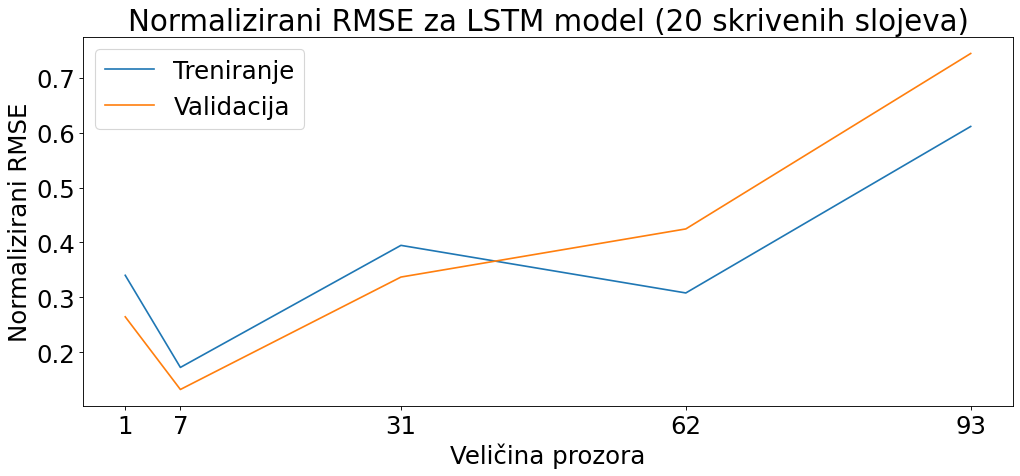 Normalizirani RMSE za LSTM model (20 skrivenih slojeva)
Treniranje
Validacija
Normalizirani RMSE
0.7
0.6
0.5
0.4
0.3
0.2
1 7 31 62 93
Veličina prozora